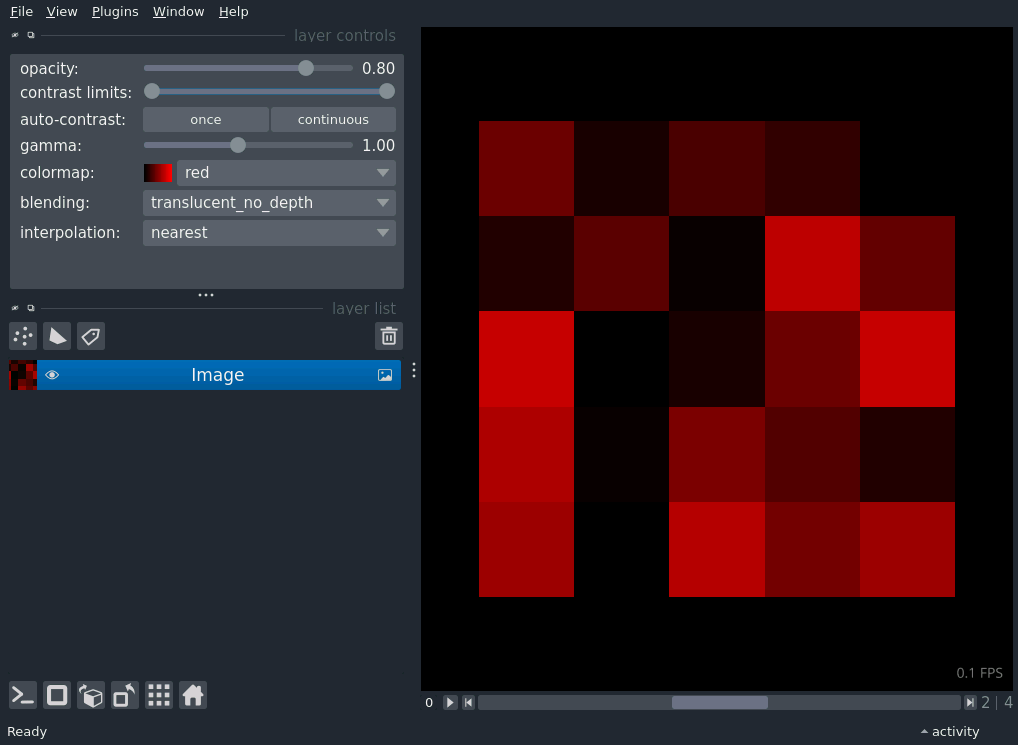 File View Plugins Window Help
layer controls
opacity: 0.80
contrast limits:
auto-contrast: once continuous
gamma: 1.00
colormap: red
blending: translucent_no_depth
interpolation: nearest
layer list
Image
0.1 FPS
0 2 | 4
Ready activity